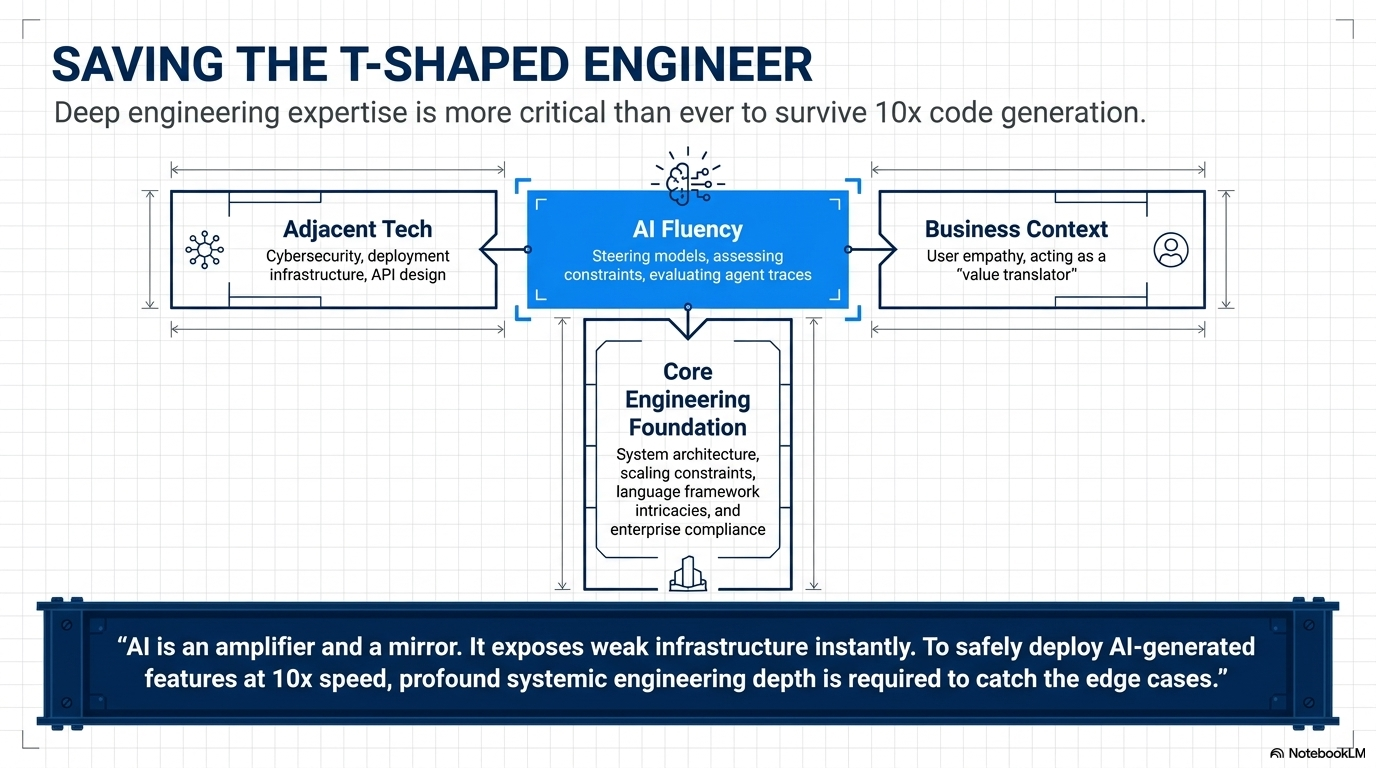 SAVING THE T-SHAPED ENGINEER
Deep engineering expertise is more critical than ever to survive 10x code generation.
Adjacent Tech
Cybersecurity, deployment
infrastructure, API design
AI Fluency
Steering models, assessing
constraints, evaluating agent traces
Business Context
User empathy, acting as a
“value translator”
Core
Engineering
Foundation
System architecture,
scaling constraints,
language framework
intricacies, and
enterprise compliance
“AI is an amplifier and a mirror. It exposes weak infrastructure instantly. To safely deploy AI-generated
features at 10x speed, profound systemic engineering depth is required to catch the edge cases.”
NotebookLM